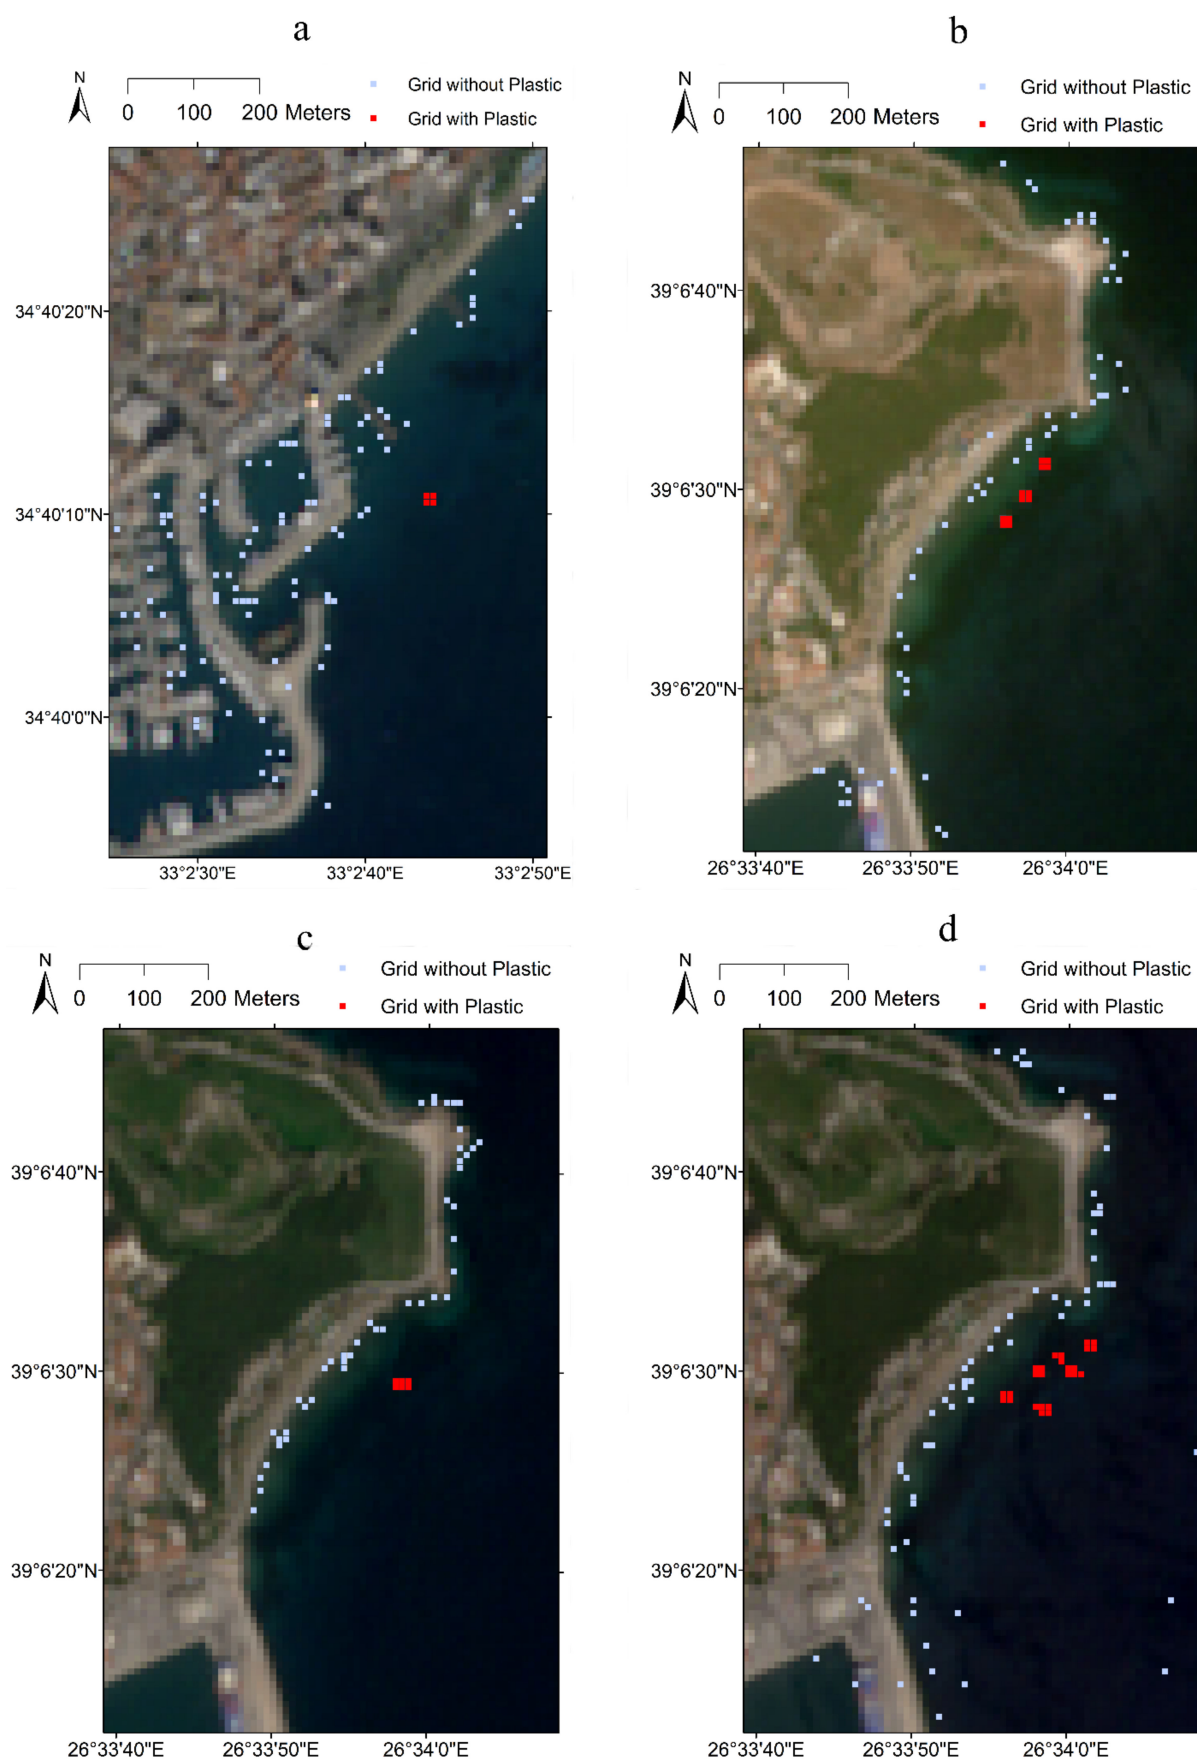 a
N
0 100 200 Meters
Grid without Plastic
Grid with Plastic
34°40'20"N
34°40'10"N
34°40'0"N
33°2'30"E 33°2'40"E 33°2'50"E
b
N
0 100 200 Meters
Grid without Plastic
Grid with Plastic
39°6'40"N
39°6'30"N
39°6'20"N
26°33'40"E 26°33'50"E 26°34'0"E
c
N
0 100 200 Meters
Grid without Plastic
Grid with Plastic
39°6'40"N
39°6'30"N
39°6'20"N
26°33'40"E 26°33'50"E 26°34'0"E
d
N
0 100 200 Meters
Grid without Plastic
Grid with Plastic
39°6'40"N
39°6'30"N
39°6'20"N
26°33'40"E 26°33'50"E 26°34'0"E